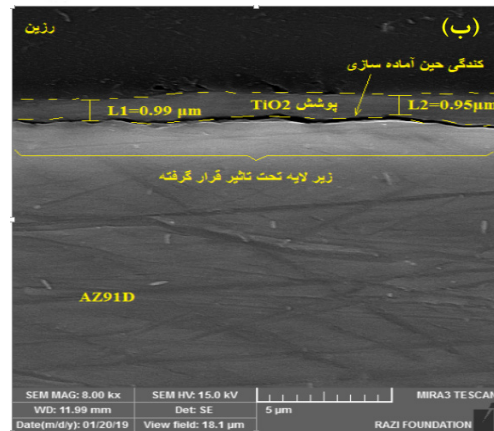 رزین
(ب)
کندگی حین آماده سازی
L1=0.99 µm
پوشش TiO2
L2=0.95µm
زیر لایه تحت تاثیر قرار گرفته
AZ91D
SEM MAG: 8.00 kx
SEM HV: 15.0 kV
MIRA3 TESCAN
WD: 11.99 mm
Det: SE
5 µm
Date(m/d/y): 01/20/19
View field: 18.1 µm
RAZI FOUNDATION